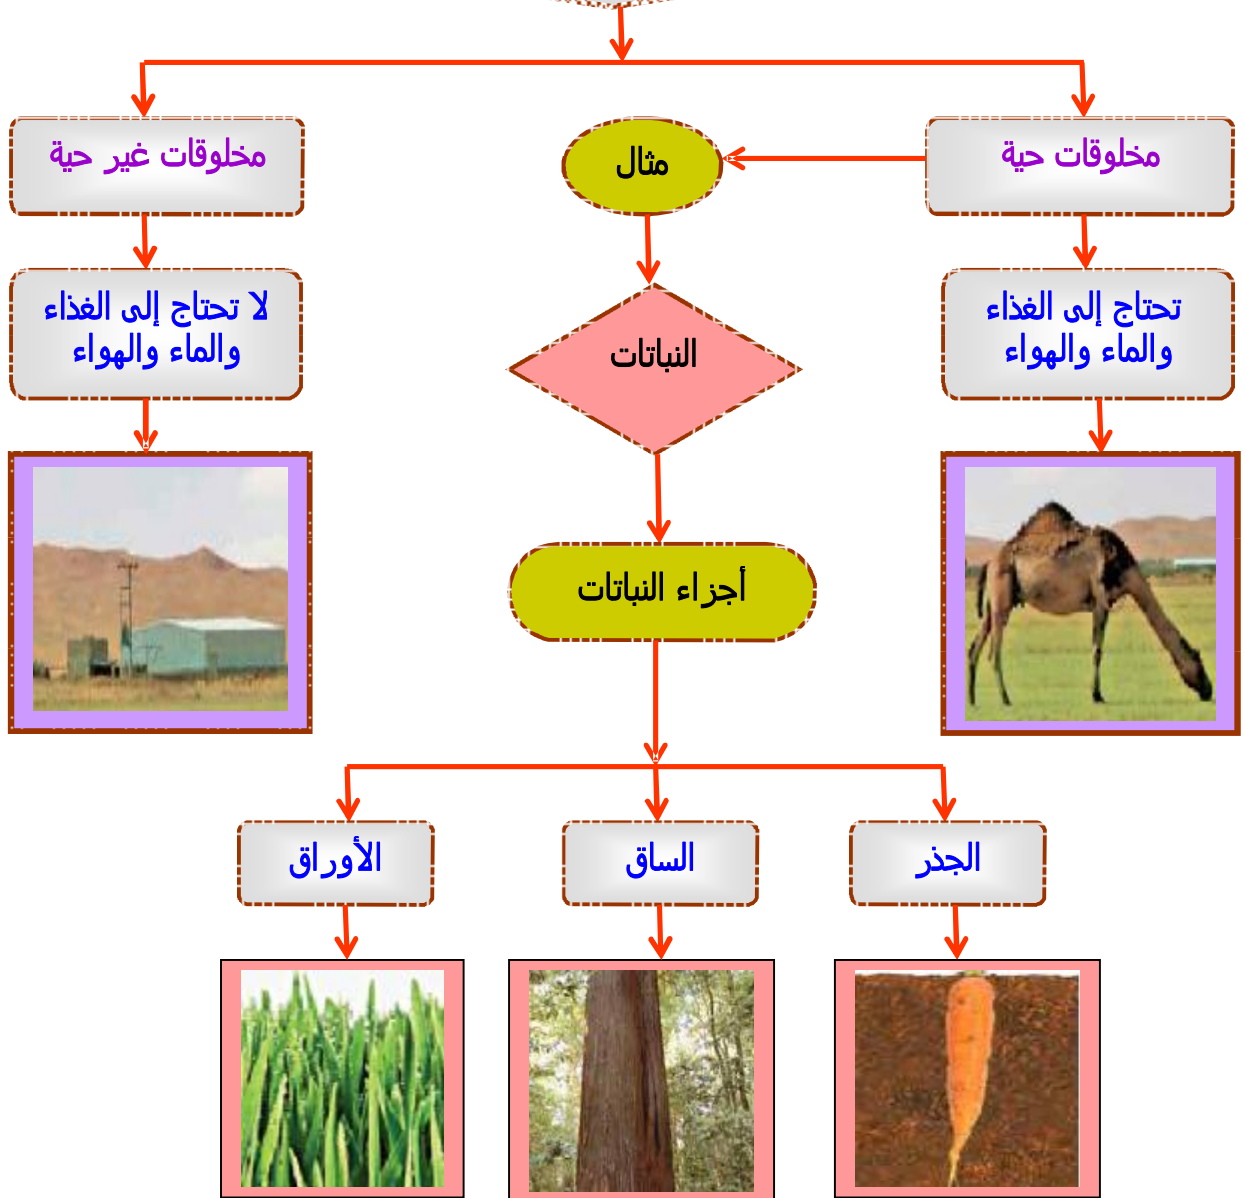 مخلوقات حية
مثال
مخلوقات غير حية
تحتاج إلى الغذاء
والماء والهواء
النباتات
لا تحتاج إلى الغذاء
والماء والهواء
أجزاء النباتات
الجذر
الساق
الأوراق